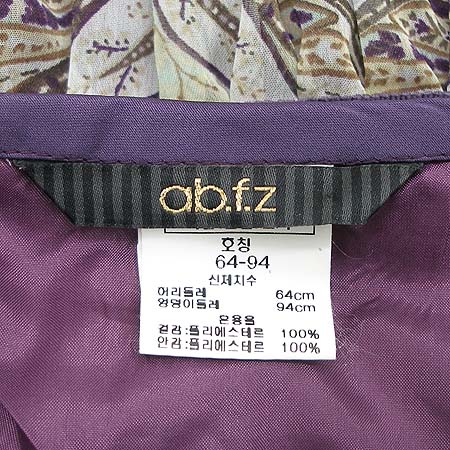 ab.f.z
호칭
64-94
신체치수
허리둘레 64cm
엉덩이둘레 94cm
혼용율
겉감:폴리에스테르 100%
안감:폴리에스테르 100%